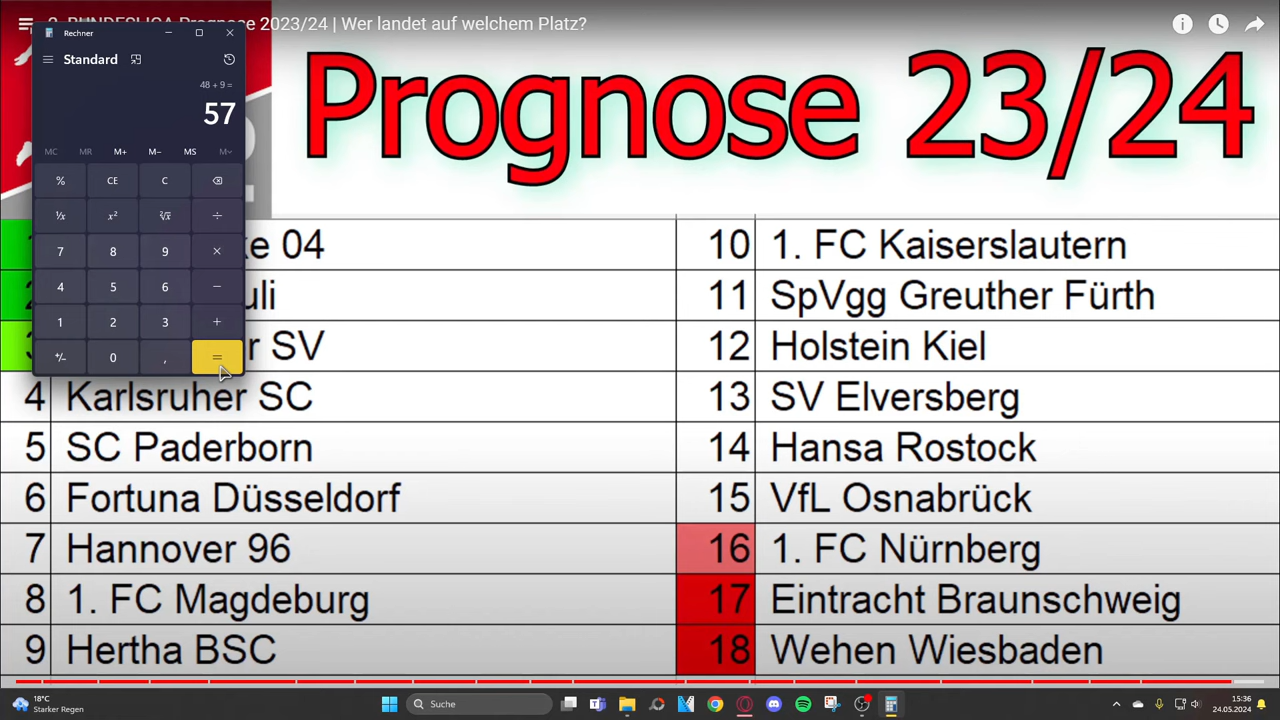 2. BUNDESLIGA Prognose 2023/24 | Wer landet auf welchem Platz?
Rechner
Standard
48 + 9 =
57
MC MR M+ M− MS M˅
% CE C
¹/x x² ²√x ÷
7 8 9 ×
4 5 6 −
1 2 3 +
+/− 0 , =
Prognose 23/24
04
SV
4 Karlsruher SC
5 SC Paderborn
6 Fortuna Düsseldorf
7 Hannover 96
8 1. FC Magdeburg
9 Hertha BSC
10 1. FC Kaiserslautern
11 SpVgg Greuther Fürth
12 Holstein Kiel
13 SV Elversberg
14 Hansa Rostock
15 VfL Osnabrück
16 1. FC Nürnberg
17 Eintracht Braunschweig
18 Wehen Wiesbaden
18°C
Starker Regen
Suche
15:36
24.05.2024